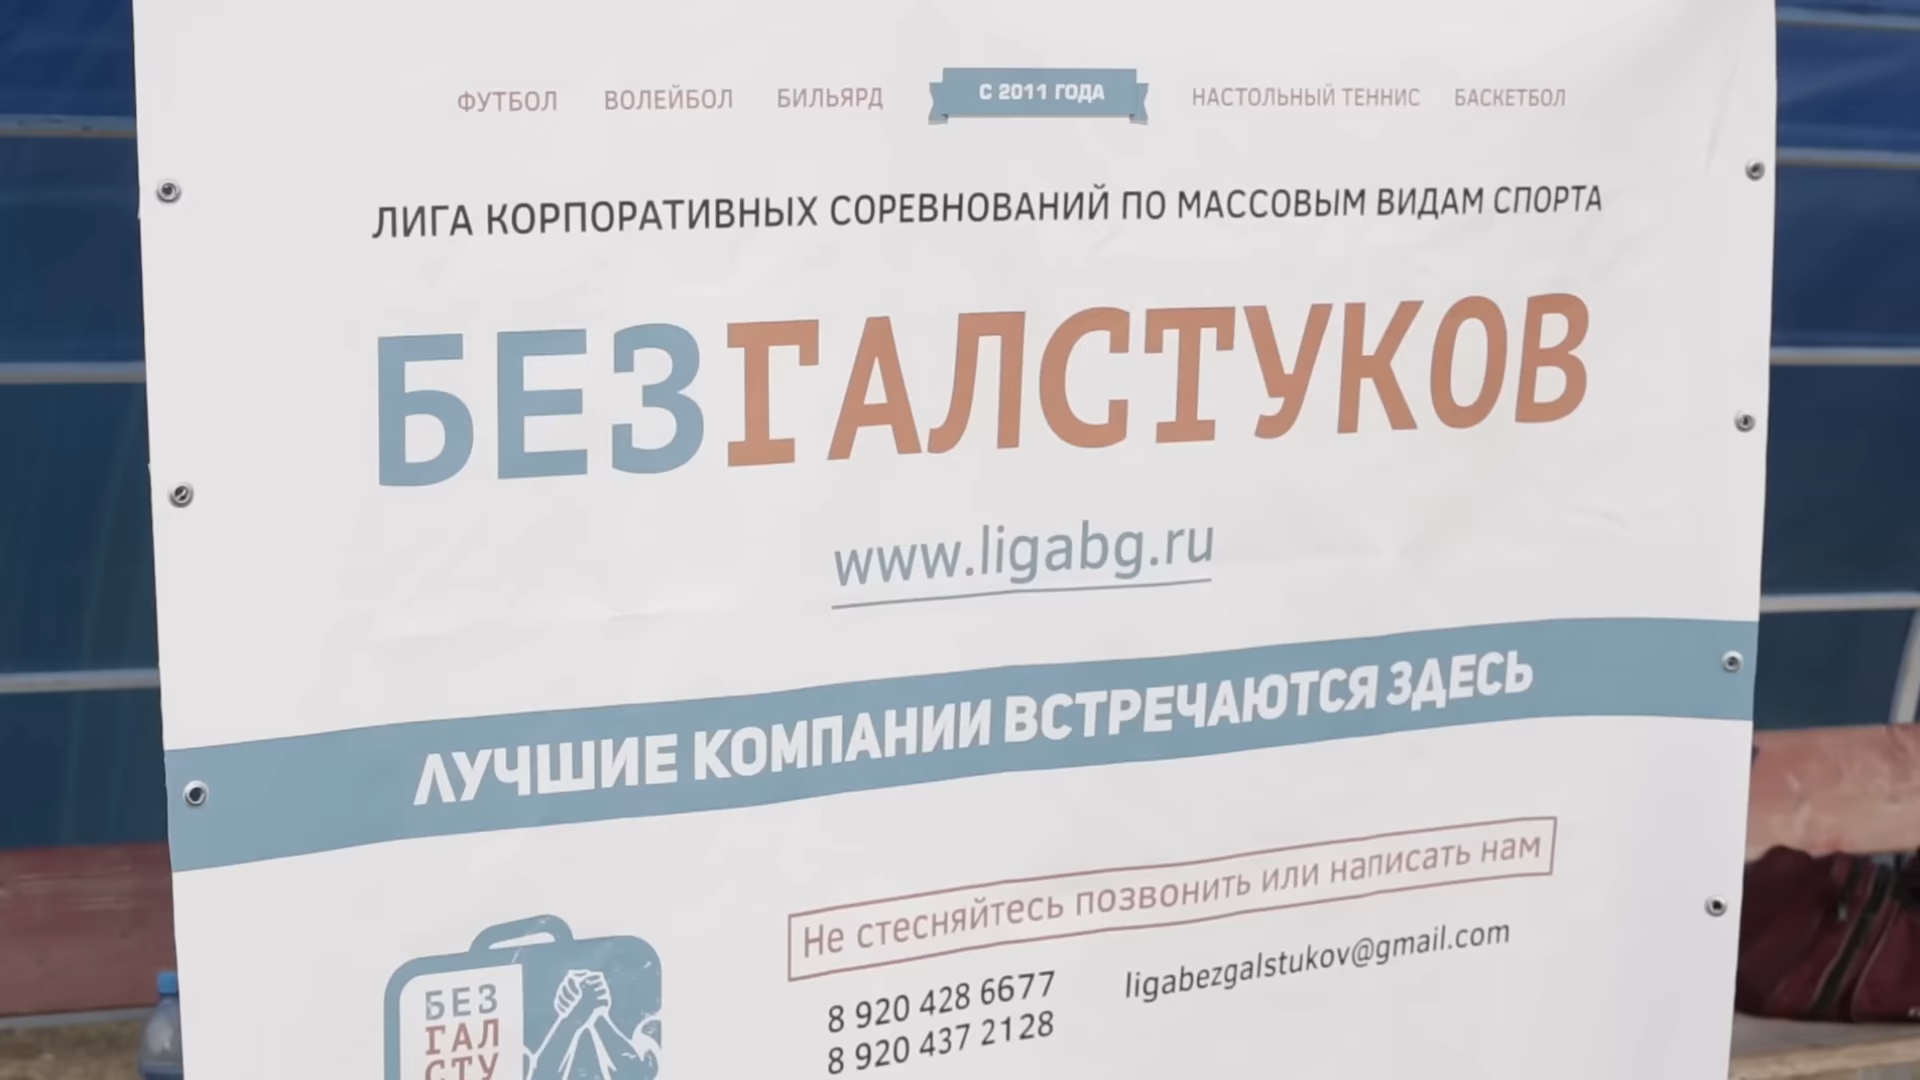 ФУТБОЛ ВОЛЕЙБОЛ БИЛЬЯРД С 2011 ГОДА НАСТОЛЬНЫЙ ТЕННИС БАСКЕТБОЛ
ЛИГА КОРПОРАТИВНЫХ СОРЕВНОВАНИЙ ПО МАССОВЫМ ВИДАМ СПОРТА
БЕЗГАЛСТУКОВ
www.ligabg.ru
ЛУЧШИЕ КОМПАНИИ ВСТРЕЧАЮТСЯ ЗДЕСЬ
Не стесняйтесь позвонить или написать нам
8 920 428 6677 ligabezgalstukov@gmail.com
8 920 437 2128
БЕЗ
ГАЛ
СТУ